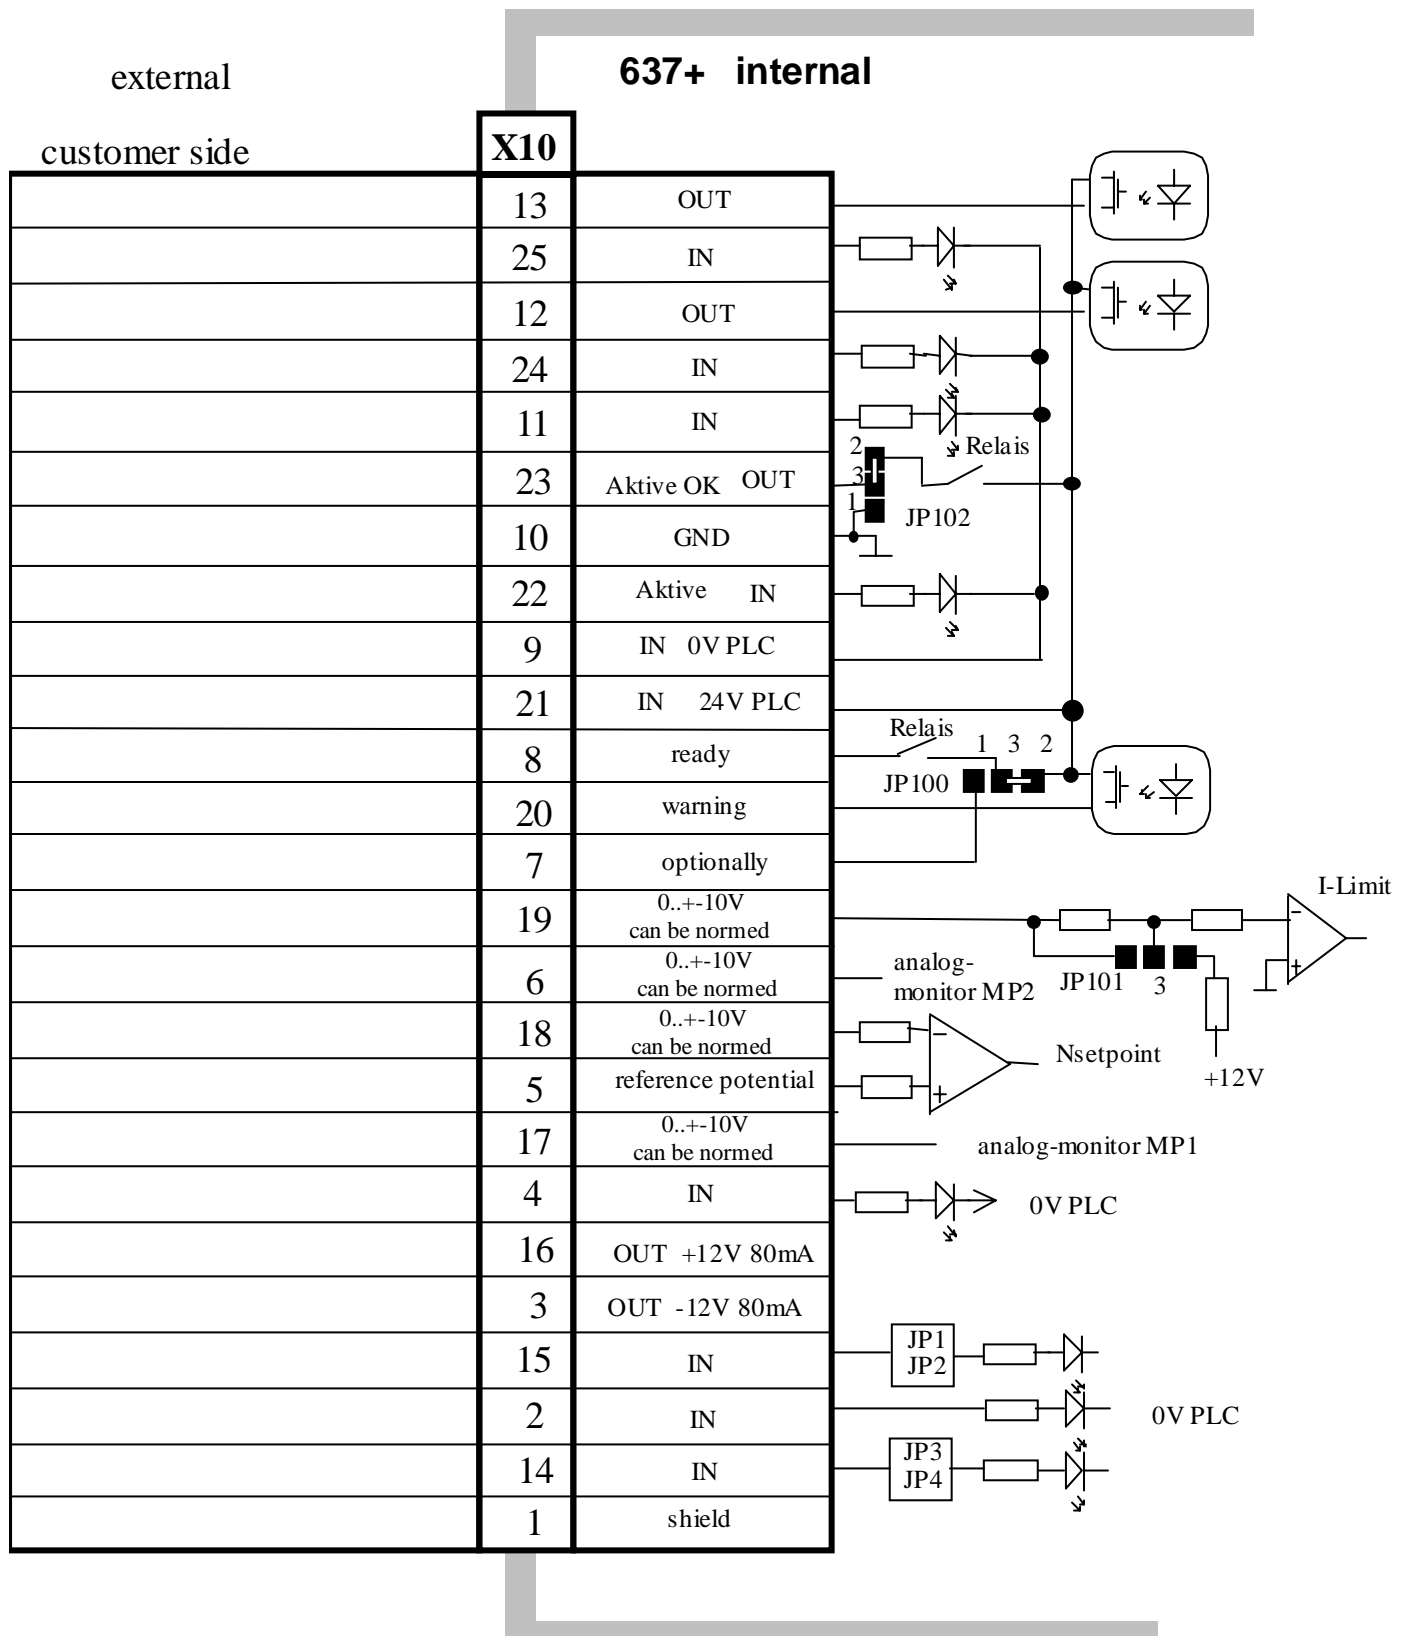 637+ internal
external
customer side
X10
13 OUT
25 IN
12 OUT
24 IN
11 IN
2 Relais
23 Aktive OK OUT 3
1 JP102
10 GND
22 Aktive IN
9 IN 0V PLC
21 IN 24V PLC
Relais 1 3 2
8 ready
JP100
20 warning
7 optionally
I-Limit
19 0..+-10V
can be normed
-
+
6 0..+-10V
can be normed
analog-
monitor MP2
JP101 3
18 0..+-10V
can be normed
-
Nsetpoint
+12V
5 reference potential
+
17 0..+-10V
can be normed
analog-monitor MP1
4 IN 0V PLC
16 OUT +12V 80mA
3 OUT -12V 80mA
15 IN JP1
JP2
2 IN 0V PLC
14 IN JP3
JP4
1 shield